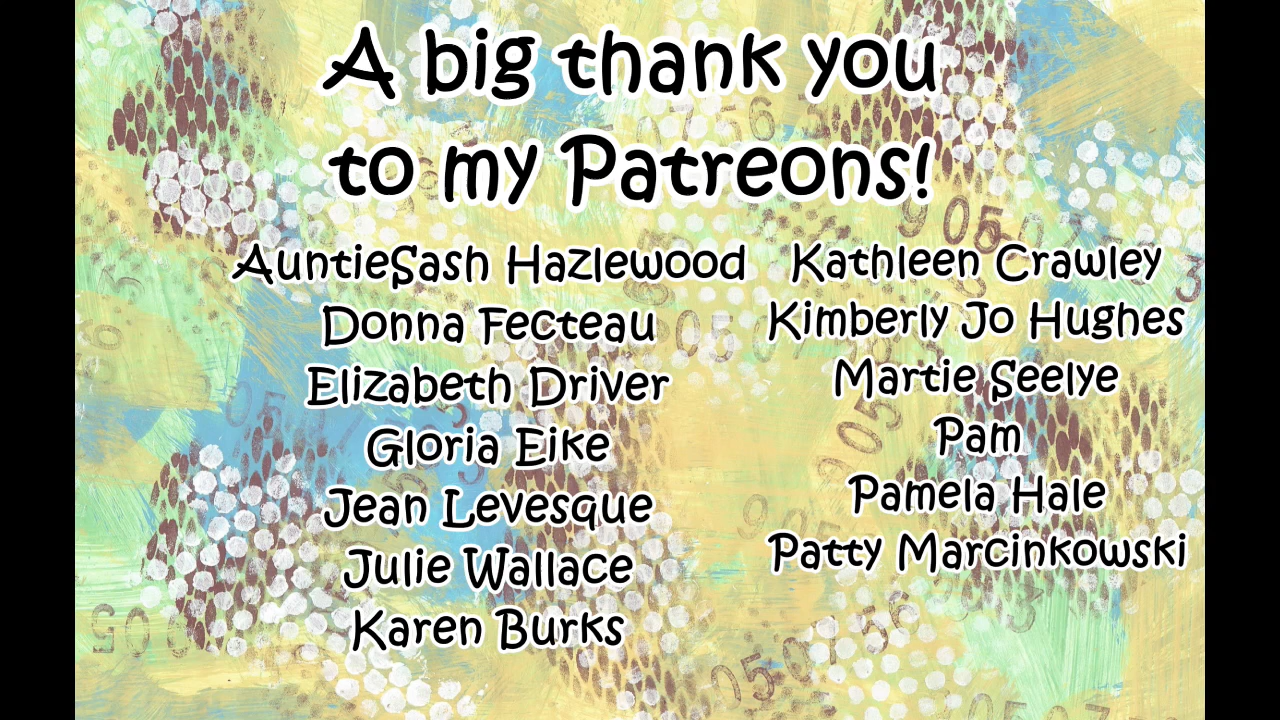 A big thank you
to my Patreons!
AuntieSash Hazlewood
Donna Fecteau
Elizabeth Driver
Gloria Eike
Jean Levesque
Julie Wallace
Karen Burks
Kathleen Crawley
Kimberly Jo Hughes
Martie Seelye
Pam
Pamela Hale
Patty Marcinkowski